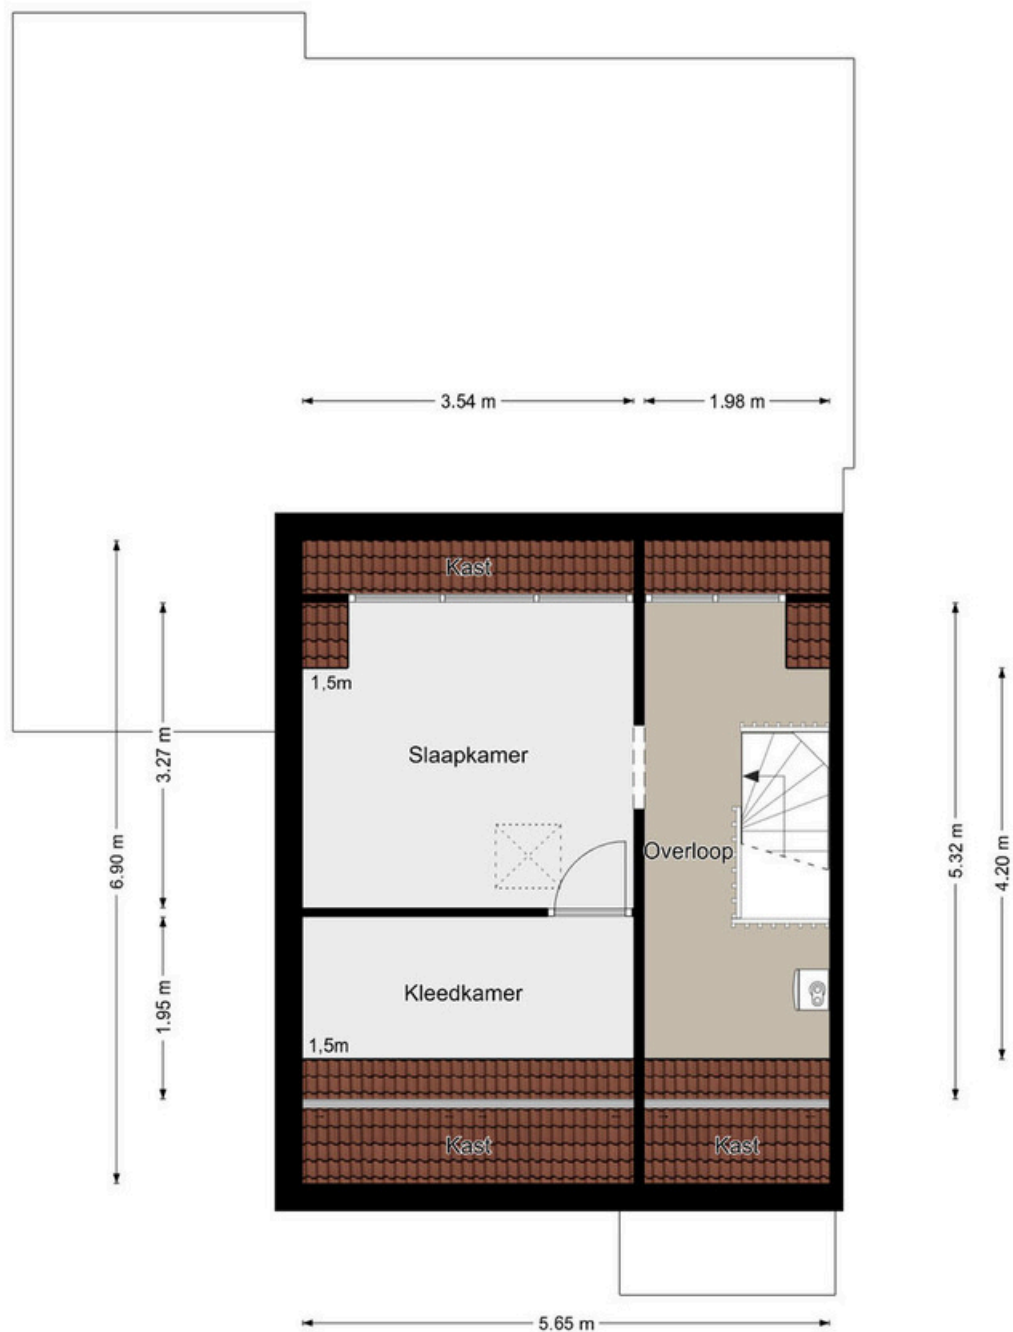 3.54 m
1.98 m
Kast
1,5m
Slaapkamer
3.27 m
6.90 m
Overloop
5.32 m
4.20 m
Kleedkamer
1.95 m
1,5m
Kast
Kast
5.65 m